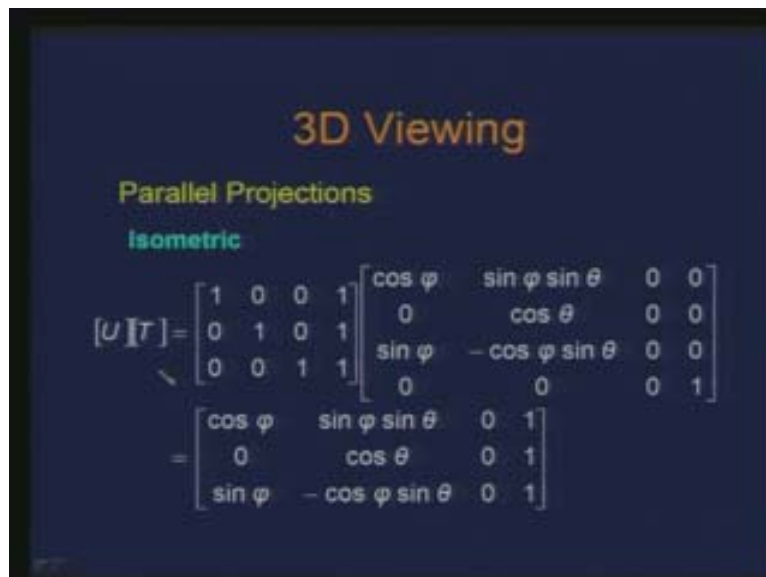 3D Viewing
Parallel Projections
Isometric
[U][T] = [1 0 0 1; 0 1 0 1; 0 0 1 1] [cos φ sin φ sin θ 0 0; 0 cos θ 0 0; sin φ − cos φ sin θ 0 0; 0 0 0 1]
= [cos φ sin φ sin θ 0 1; 0 cos θ 0 1; sin φ − cos φ sin θ 0 1]